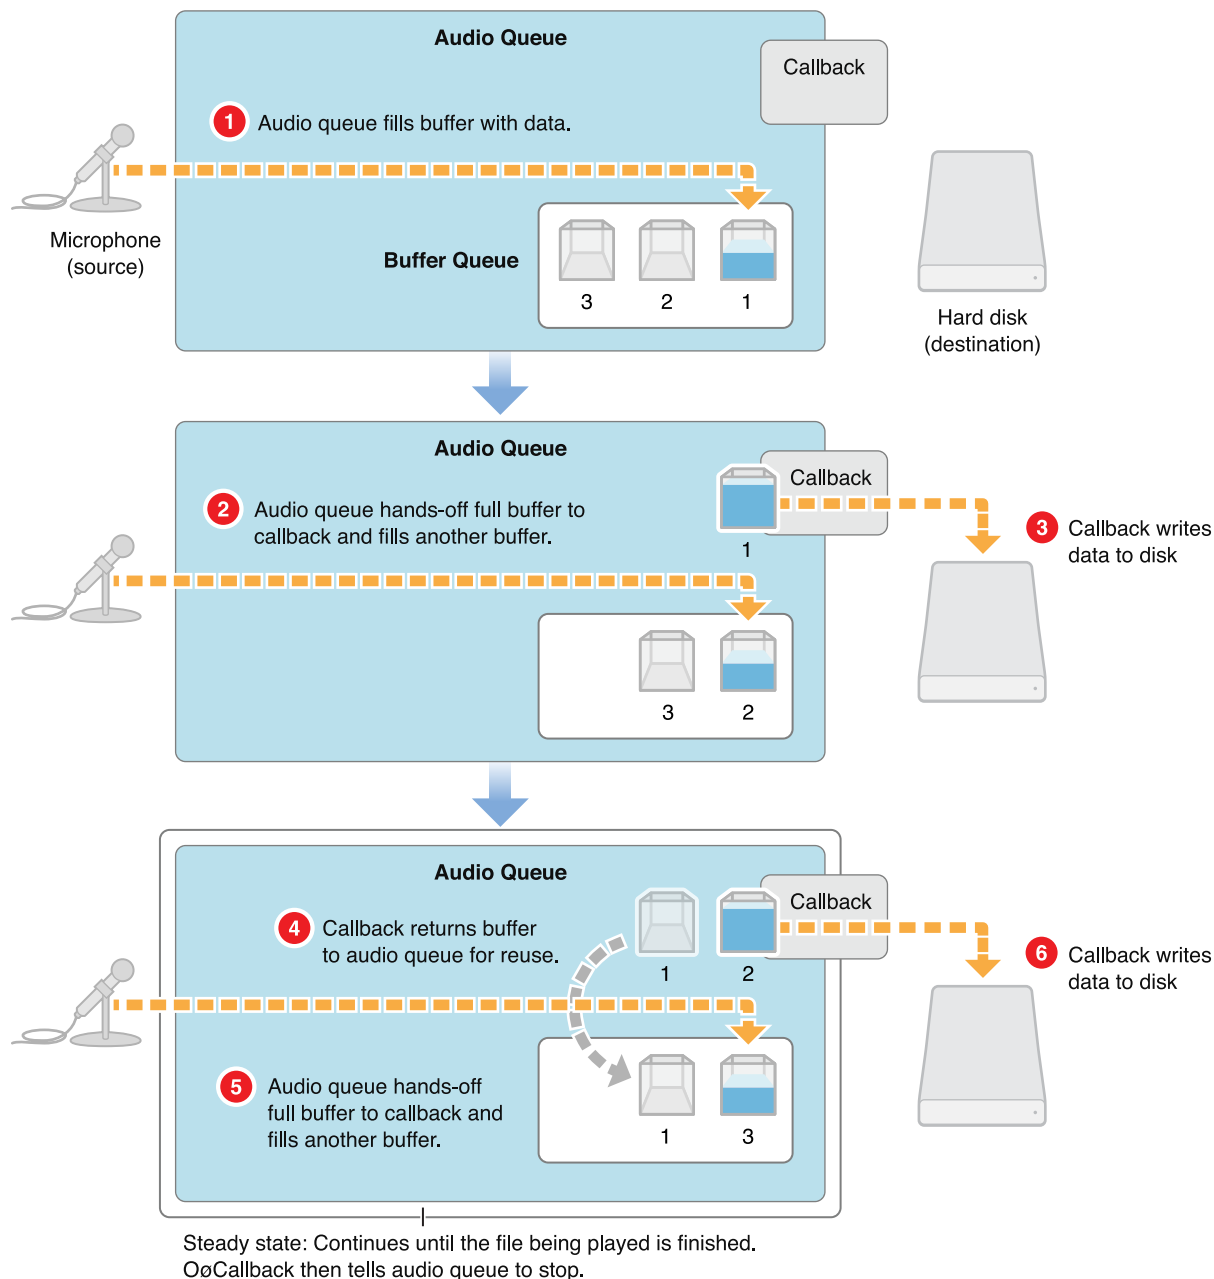 Audio Queue
Callback
1 Audio queue fills buffer with data.
Microphone
(source)
Buffer Queue
3 2 1
Hard disk
(destination)
Audio Queue
Callback
2 Audio queue hands-off full buffer to
callback and fills another buffer.
1
3 Callback writes
data to disk
3 2
Audio Queue
Callback
4 Callback returns buffer
to audio queue for reuse.
1 2
6 Callback writes
data to disk
5 Audio queue hands-off
full buffer to callback and
fills another buffer.
1 3
Steady state: Continues until the file being played is finished.
OøCallback then tells audio queue to stop.